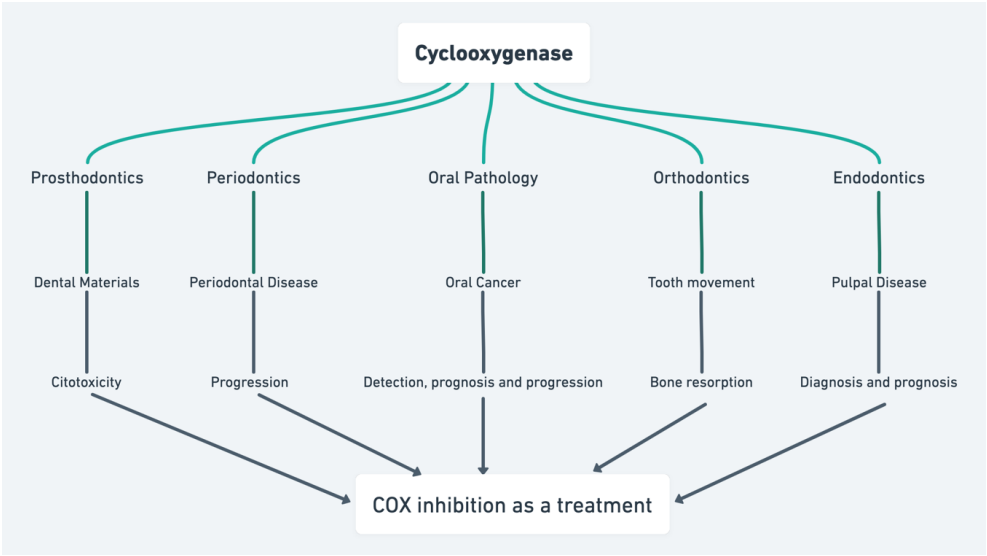 Cyclooxygenase
Prosthodontics
Periodontics
Oral Pathology
Orthodontics
Endodontics
Dental Materials
Periodontal Disease
Oral Cancer
Tooth movement
Pulpal Disease
Citotoxicity
Progression
Detection, prognosis and progression
Bone resorption
Diagnosis and prognosis
COX inhibition as a treatment